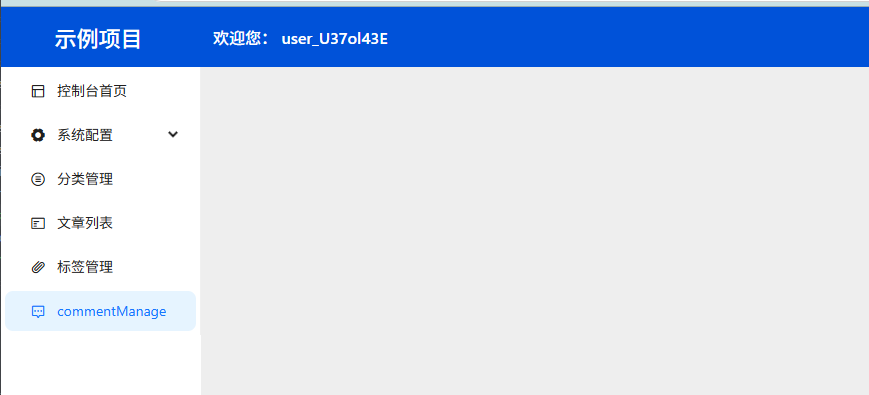 示例项目
欢迎您： user_U37ol43E
控制台首页
系统配置
分类管理
文章列表
标签管理
commentManage